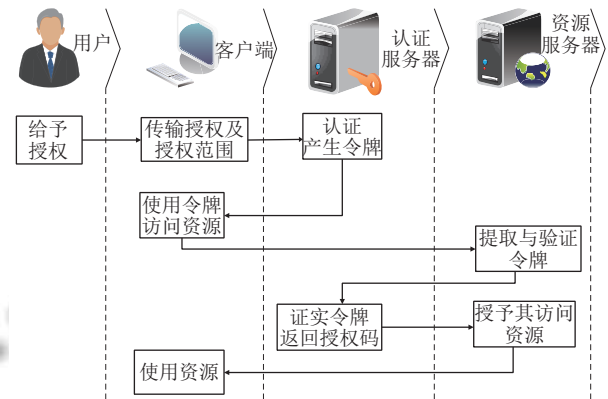 用户
客户端
认证
服务器
资源
服务器
给予
授权
传输授权及
授权范围
认证
产生令牌
使用令牌
访问资源
提取与验证
令牌
证实令牌
返回授权码
授予其访问
资源
使用资源